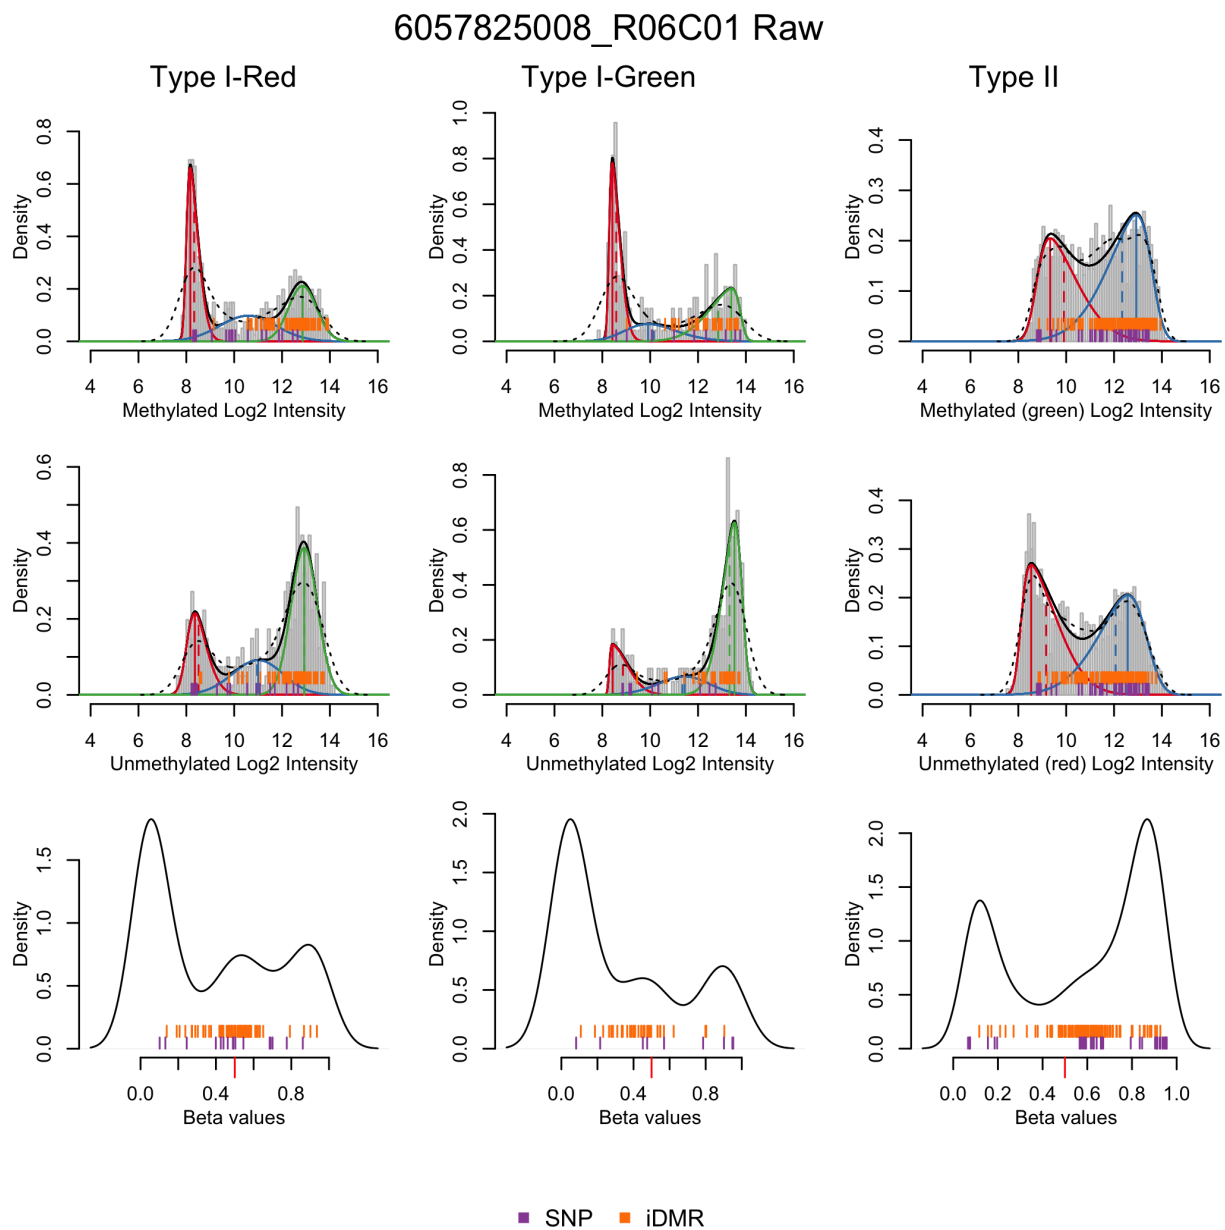 6057825008_R06C01 Raw
Type I-Red Type I-Green Type II
0.0 0.2 0.4 0.6 0.8
Density
4 6 8 10 12 14 16
Methylated Log2 Intensity
0.0 0.2 0.4 0.6 0.8 1.0
Density
4 6 8 10 12 14 16
Methylated Log2 Intensity
0.0 0.1 0.2 0.3 0.4
Density
4 6 8 10 12 14 16
Methylated (green) Log2 Intensity
0.0 0.2 0.4 0.6
Density
4 6 8 10 12 14 16
Unmethylated Log2 Intensity
0.0 0.2 0.4 0.6 0.8
Density
4 6 8 10 12 14 16
Unmethylated Log2 Intensity
0.0 0.1 0.2 0.3 0.4
Density
4 6 8 10 12 14 16
Unmethylated (red) Log2 Intensity
0.0 0.5 1.0 1.5
Density
0.0 0.4 0.8
Beta values
0.0 0.5 1.0 1.5 2.0
Density
0.0 0.4 0.8
Beta values
0.0 0.5 1.0 1.5 2.0
Density
0.0 0.2 0.4 0.6 0.8 1.0
Beta values
SNP iDMR